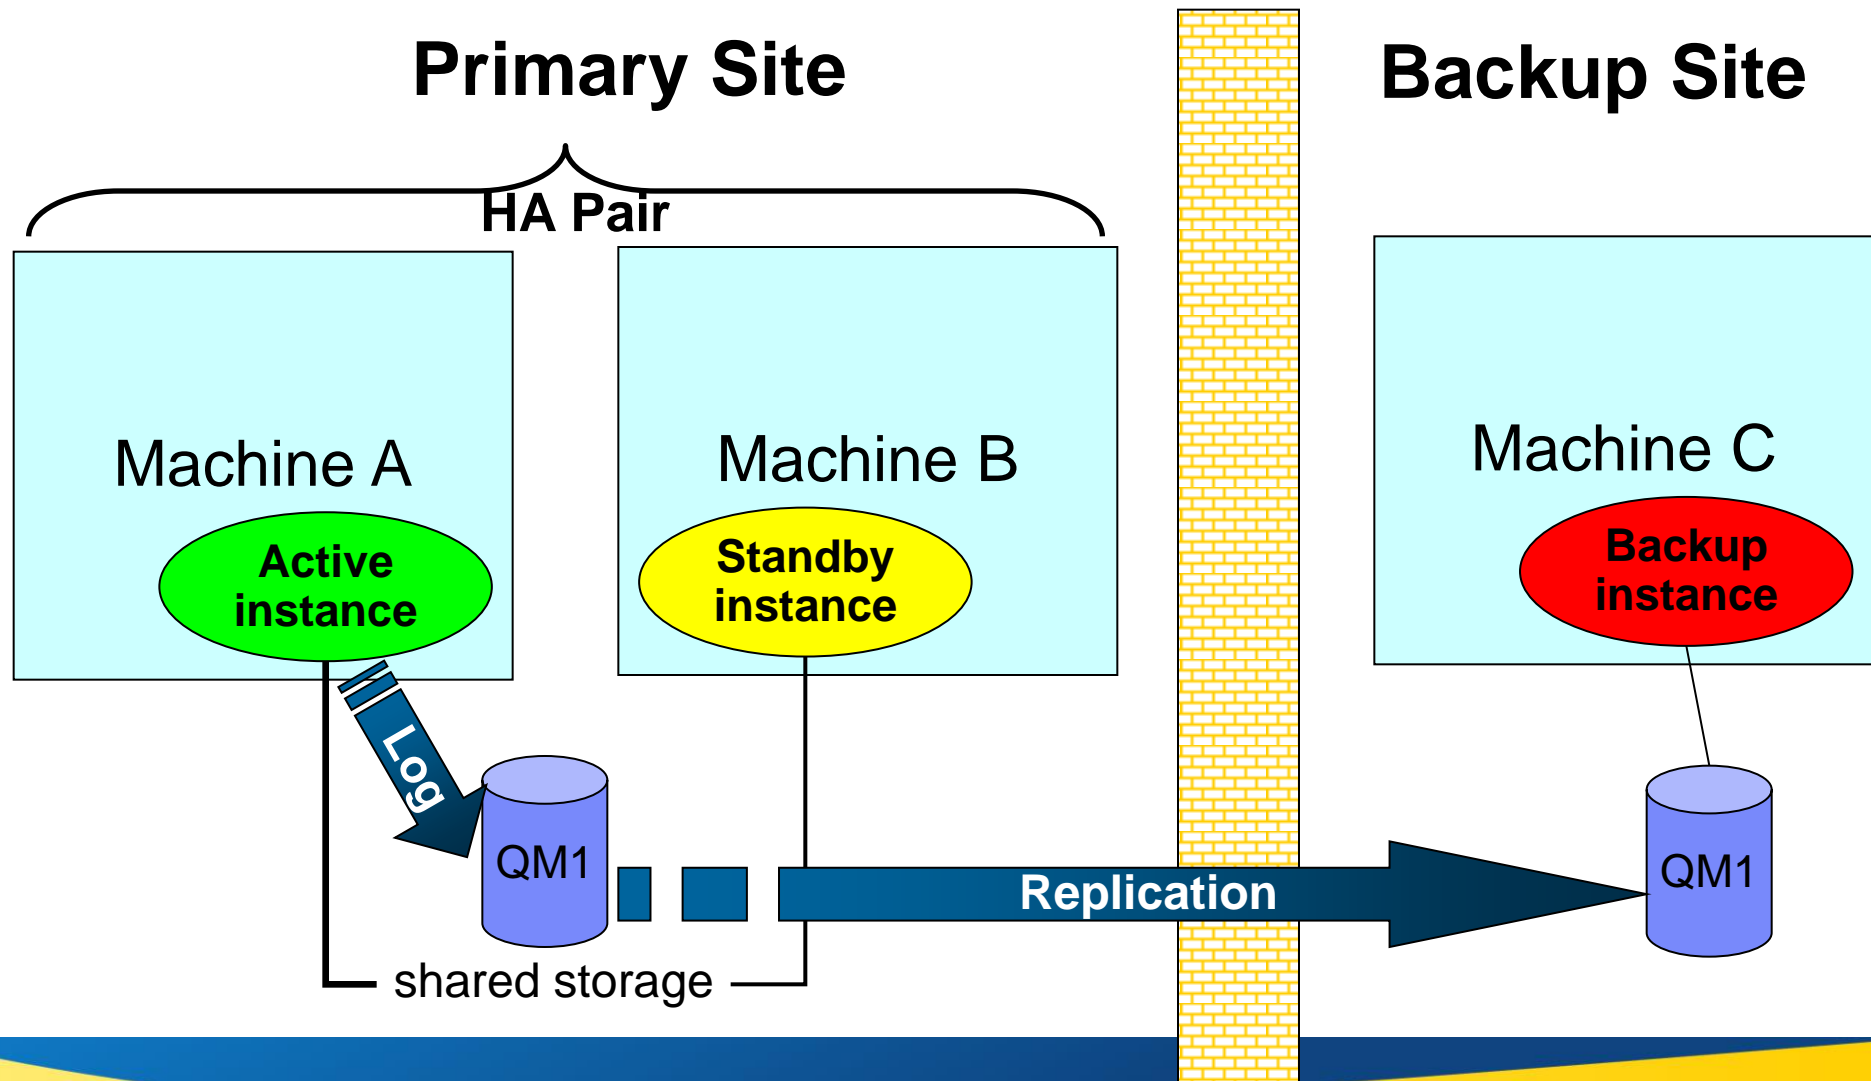 Primary Site
Backup Site
HA Pair
Machine A
Machine B
Machine C
Active
instance
Standby
instance
Backup
instance
Log
QM1
Replication
QM1
shared storage